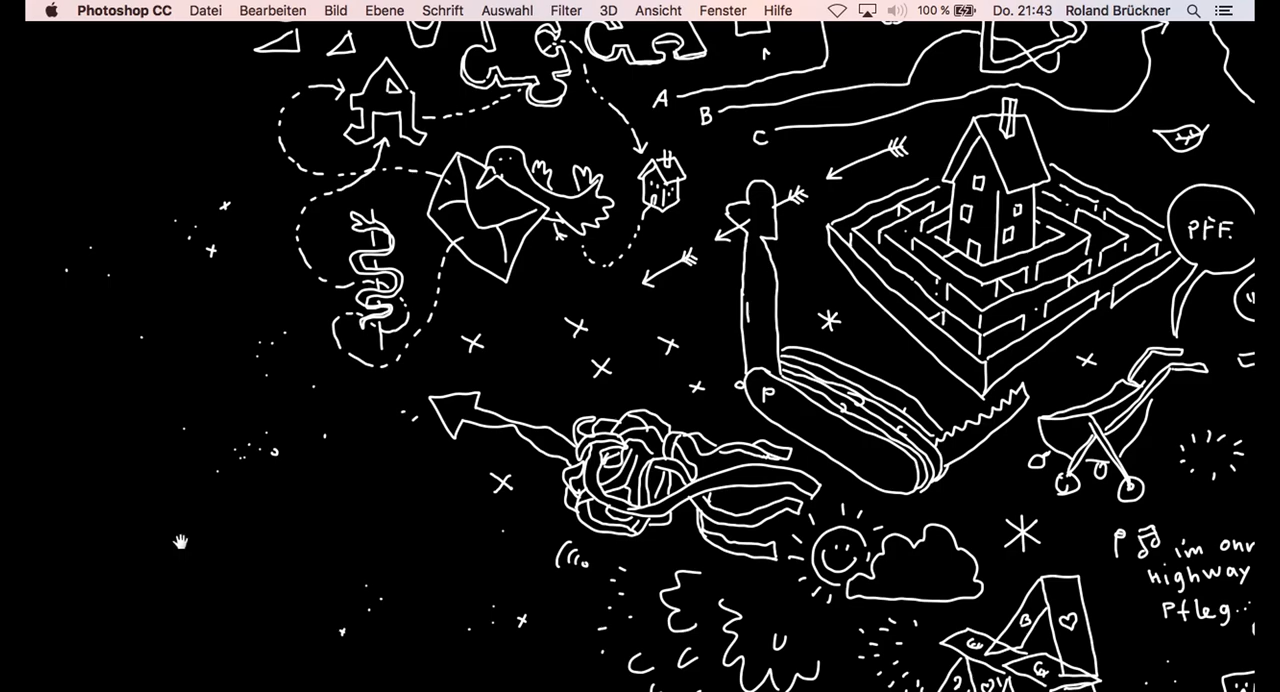 Photoshop CC Datei Bearbeiten Bild Ebene Schrift Auswahl Filter 3D Ansicht Fenster Hilfe 100 % Do. 21:43 Roland Brückner
A
B
C
PFF.
P
i'm onr
highway
Pfleg..
B
U